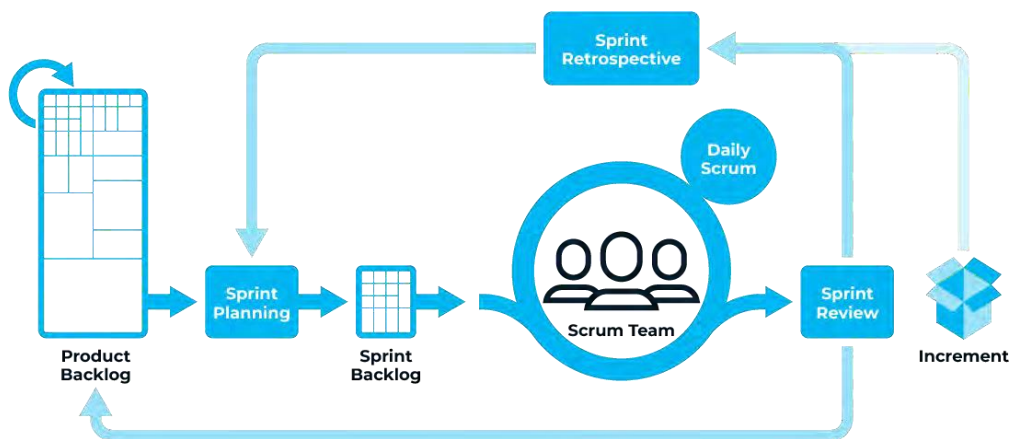 Sprint
Retrospective
Daily
Scrum
Sprint
Planning
Scrum Team
Sprint
Review
Product
Backlog
Sprint
Backlog
Increment